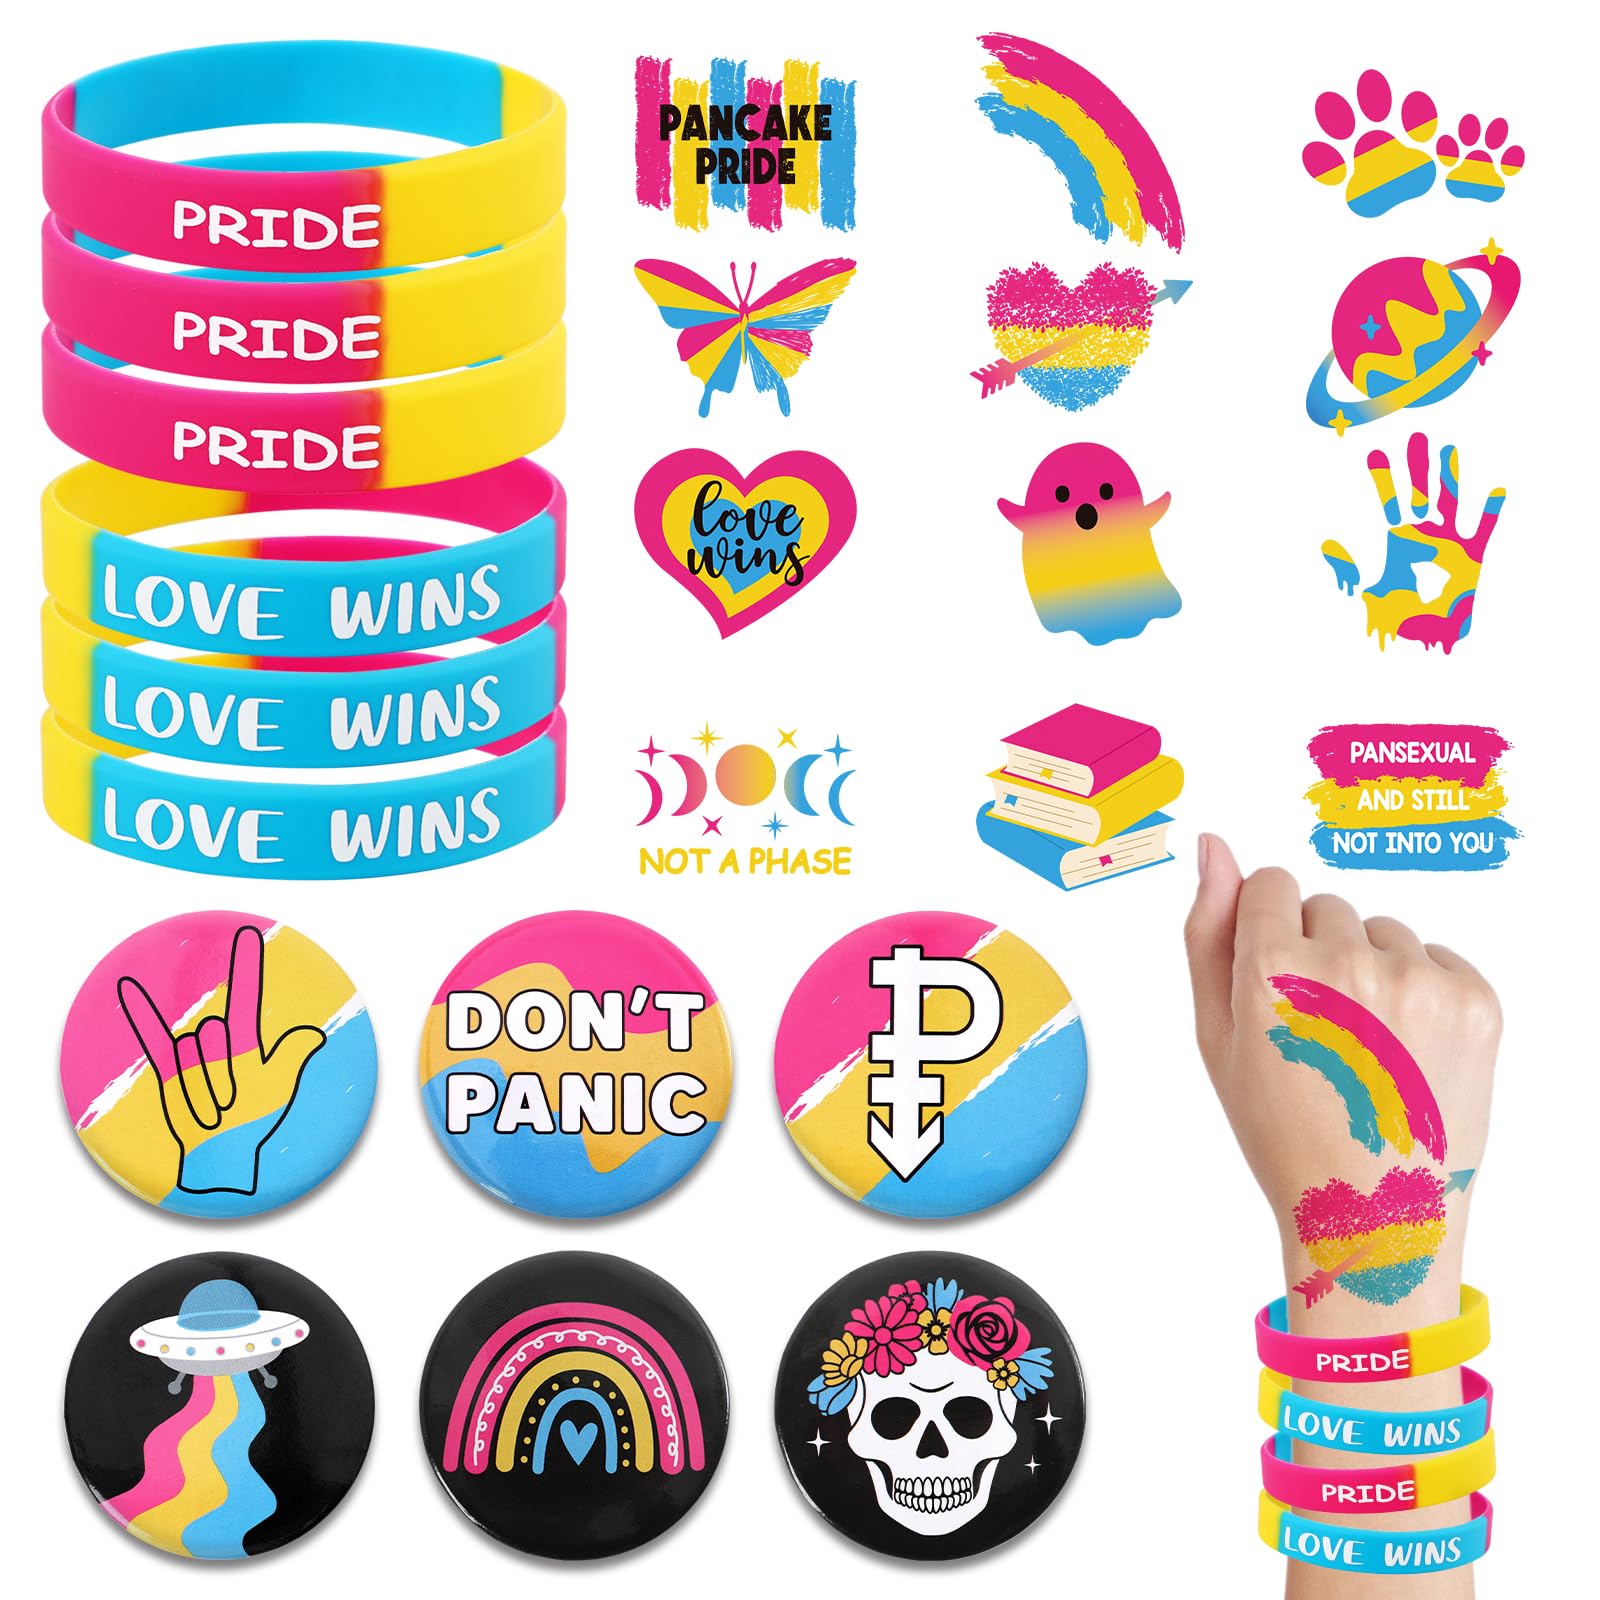 PRIDE
PRIDE
PRIDE
LOVE WINS
LOVE WINS
LOVE WINS
PANCAKE
PRIDE
love
wins
NOT A PHASE
PANSEXUAL
AND STILL
NOT INTO YOU
DON'T
PANIC
P
PRIDE
LOVE WINS
PRIDE
LOVE WINS